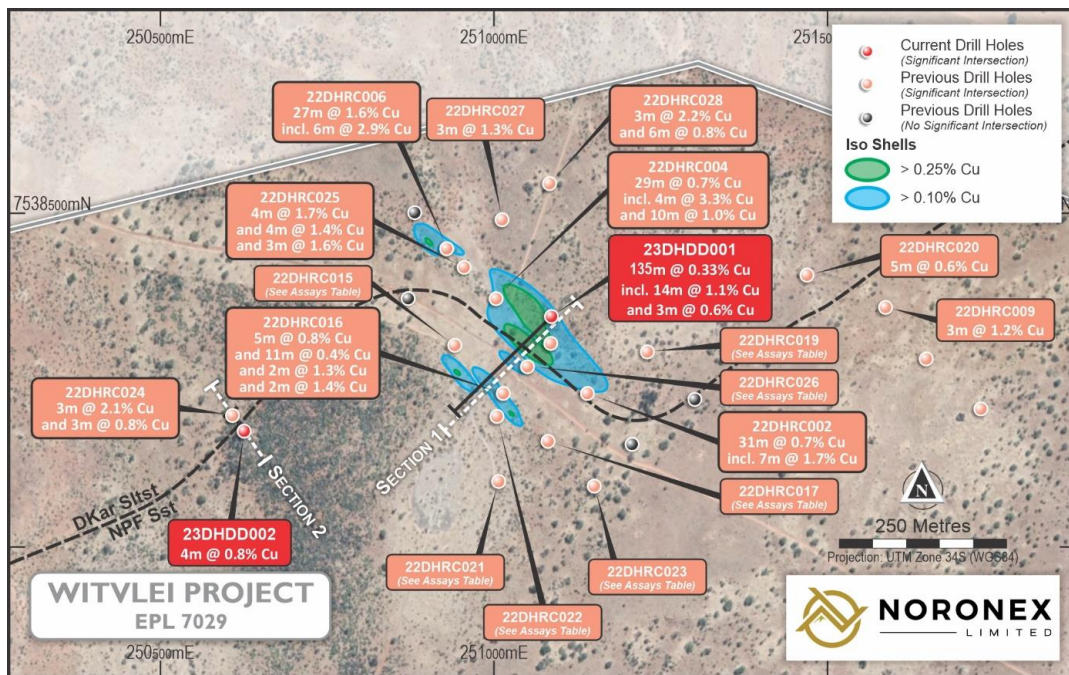 250500mE
251000mE
251500
Current Drill Holes
(Significant Intersection)
Previous Drill Holes
(Significant Intersection)
Previous Drill Holes
(No Significant Intersection)
Iso Shells
> 0.25% Cu
> 0.10% Cu
22DHRC006
27m @ 1.6% Cu
incl. 6m @ 2.9% Cu
22DHRC027
3m @ 1.3% Cu
22DHRC028
3m @ 2.2% Cu
and 6m @ 0.8% Cu
22DHRC004
29m @ 0.7% Cu
incl. 4m @ 3.3% Cu
and 10m @ 1.0% Cu
7538500mN
22DHRC025
4m @ 1.7% Cu
and 4m @ 1.4% Cu
and 3m @ 1.6% Cu
23DHDD001
135m @ 0.33% Cu
incl. 14m @ 1.1% Cu
and 3m @ 0.6% Cu
22DHRC020
5m @ 0.6% Cu
22DHRC015
(See Assays Table)
22DHRC009
3m @ 1.2% Cu
22DHRC016
5m @ 0.8% Cu
and 11m @ 0.4% Cu
and 2m @ 1.3% Cu
and 2m @ 1.4% Cu
22DHRC019
(See Assays Table)
22DHRC026
(See Assays Table)
22DHRC024
3m @ 2.1% Cu
and 3m @ 0.8% Cu
22DHRC002
31m @ 0.7% Cu
incl. 7m @ 1.7% Cu
SECTION 1
SECTION 2
22DHRC017
(See Assays Table)
DKar Sltst
NPF Sst
23DHDD002
4m @ 0.8% Cu
22DHRC021
(See Assays Table)
22DHRC023
(See Assays Table)
22DHRC022
(See Assays Table)
N
250 Metres
Projection: UTM Zone 34S (WGS84)
WITVLEI PROJECT
EPL 7029
NORONEX
LIMITED
250500mE
251000mE